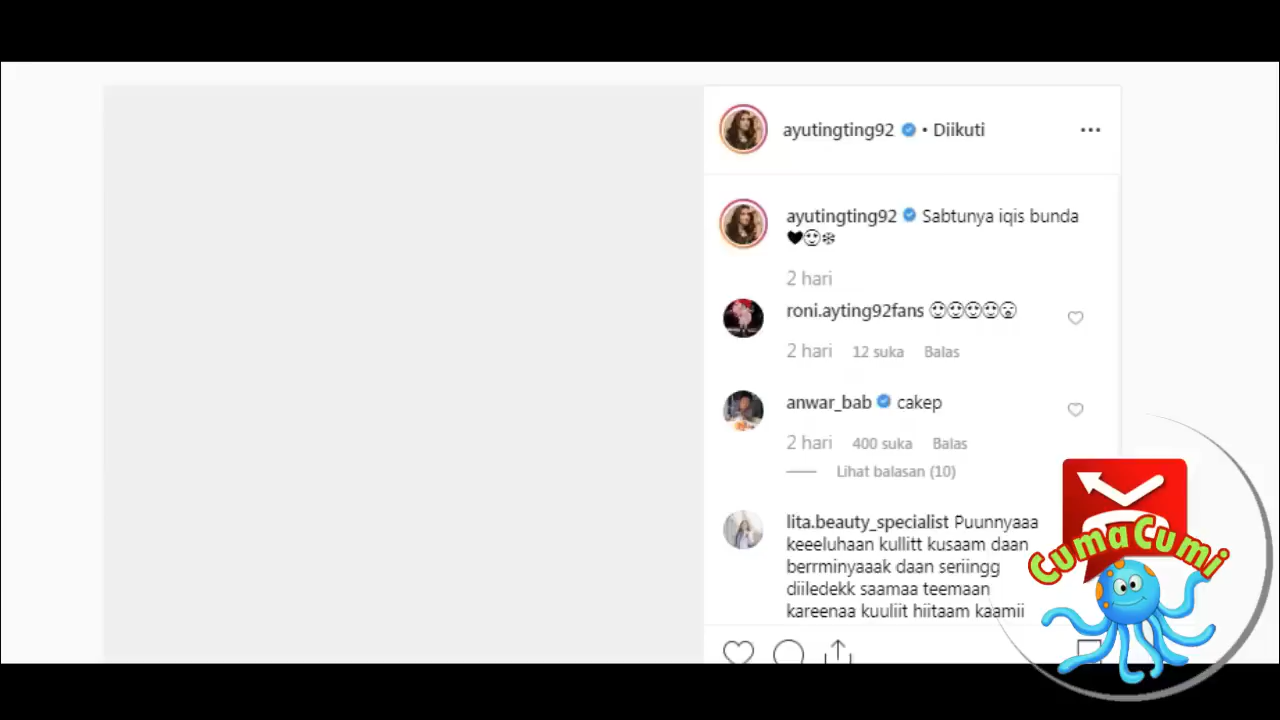 ayutingting92 • Diikuti
ayutingting92 Sabtunya iqis bunda
2 hari
roni.ayting92fans
2 hari 12 suka Balas
anwar_bab cakep
2 hari 400 suka Balas
Lihat balasan (10)
lita.beauty_specialist Puunnyaaa
keeeluhaan kullitt kusaam daan
berrminyaaak daan seriingg
diiledekk saamaa teemaan
kareenaa kuuliit hiitaam kaamii
CumaCumi